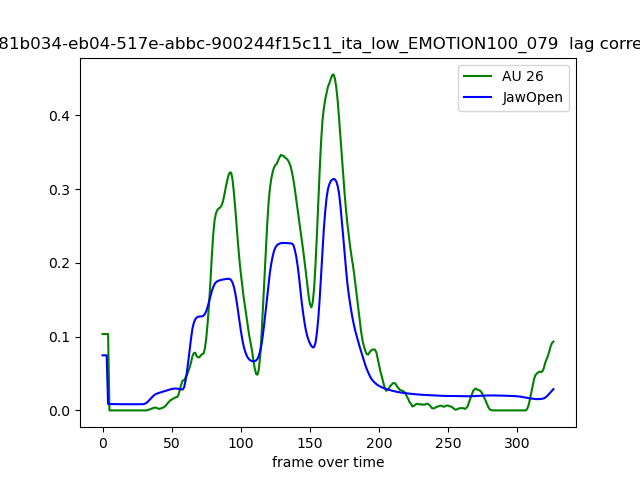 81b034-eb04-517e-abbc-900244f15c11_ita_low_EMOTION100_079 lag corre
AU 26
JawOpen
0.4
0.3
0.2
0.1
0.0
0 50 100 150 200 250 300
frame over time